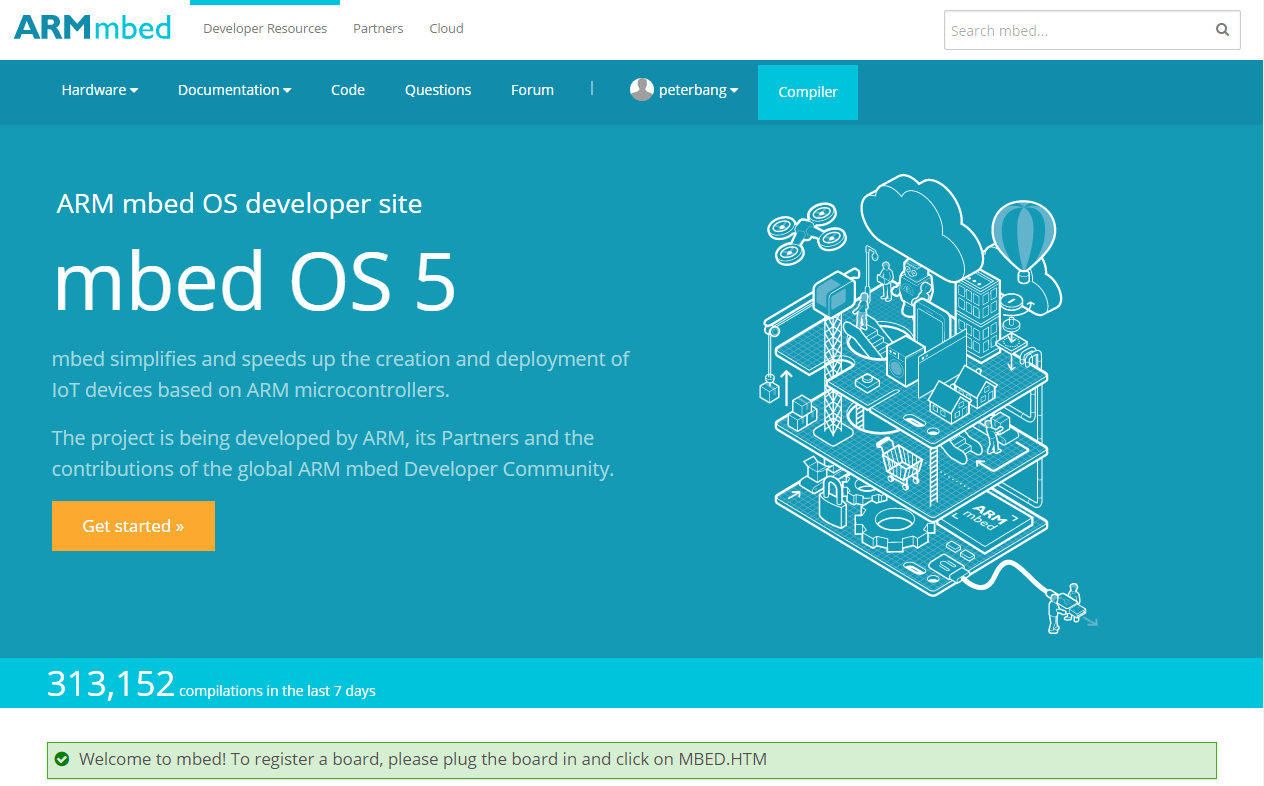 ARMmbed
Developer Resources Partners Cloud
Search mbed...
Hardware Documentation Code Questions Forum | peterbang Compiler
ARM mbed OS developer site
mbed OS 5
mbed simplifies and speeds up the creation and deployment of
IoT devices based on ARM microcontrollers.
The project is being developed by ARM, its Partners and the
contributions of the global ARM mbed Developer Community.
Get started »
ARM
mbed
313,152 compilations in the last 7 days
Welcome to mbed! To register a board, please plug the board in and click on MBED.HTM